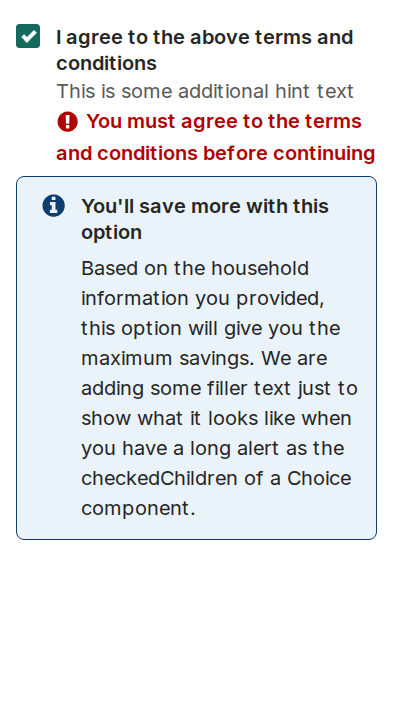 I agree to the above terms and
conditions
This is some additional hint text
You must agree to the terms
and conditions before continuing
You'll save more with this
option
Based on the household
information you provided,
this option will give you the
maximum savings. We are
adding some filler text just to
show what it looks like when
you have a long alert as the
checkedChildren of a Choice
component.